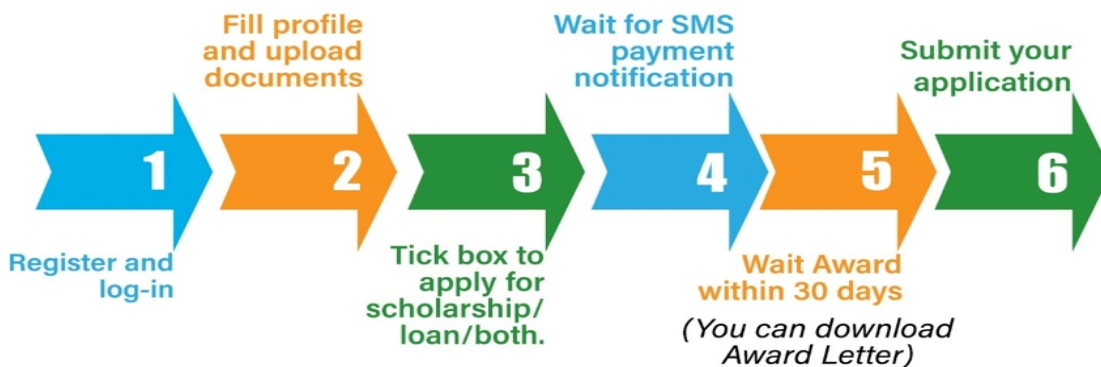 1
Register and
log-in
Fill profile
and upload
documents
2
3
Tick box to
apply for
scholarship/
loan/both.
Wait for SMS
payment
notification
4
5
Wait Award
within 30 days
(You can download
Award Letter)
Submit your
application
6